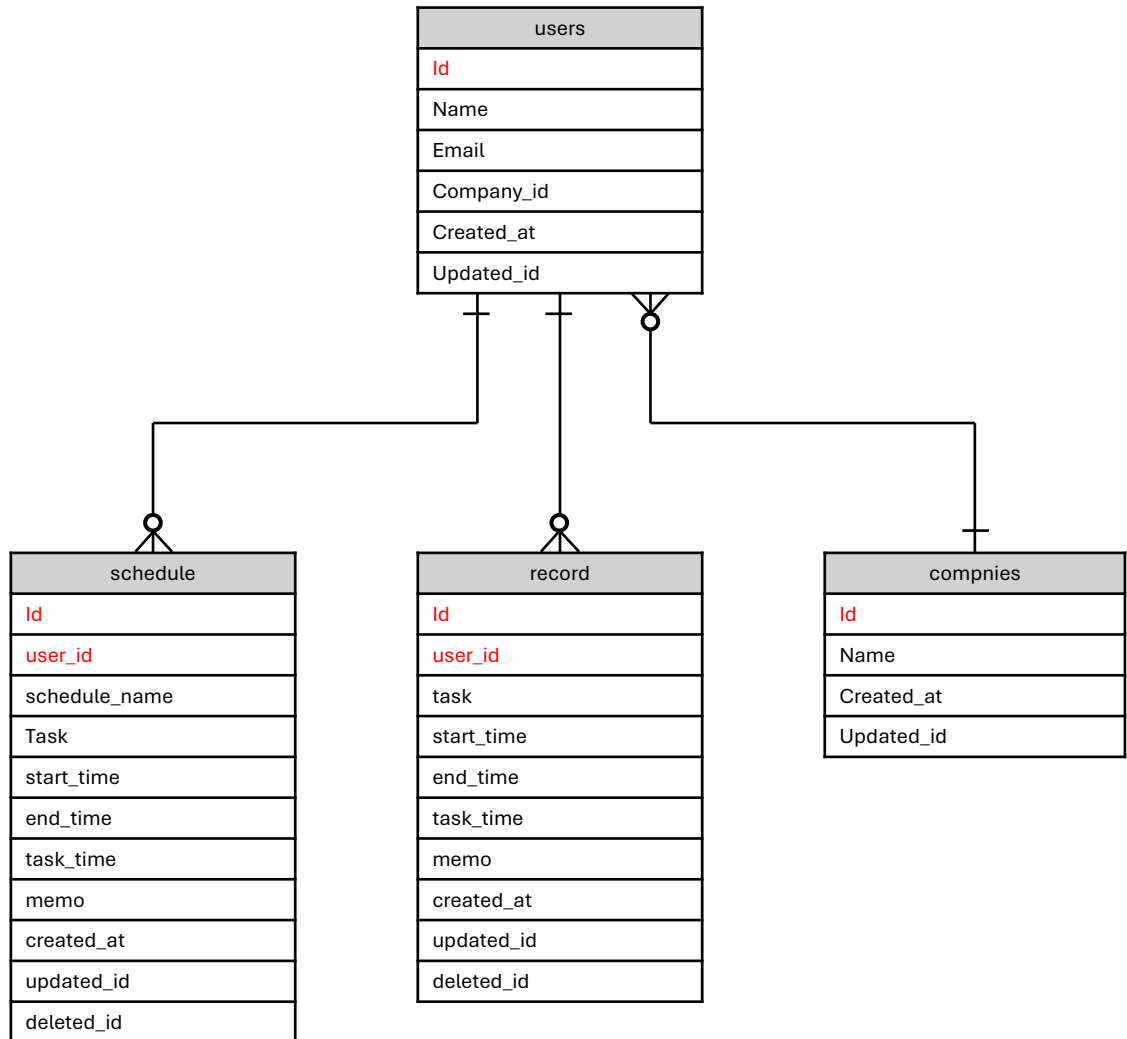 users
Id
Name
Email
Company_id
Created_at
Updated_id
schedule
Id
user_id
schedule_name
Task
start_time
end_time
task_time
memo
created_at
updated_id
deleted_id
record
Id
user_id
task
start_time
end_time
task_time
memo
created_at
updated_id
deleted_id
compnies
Id
Name
Created_at
Updated_id